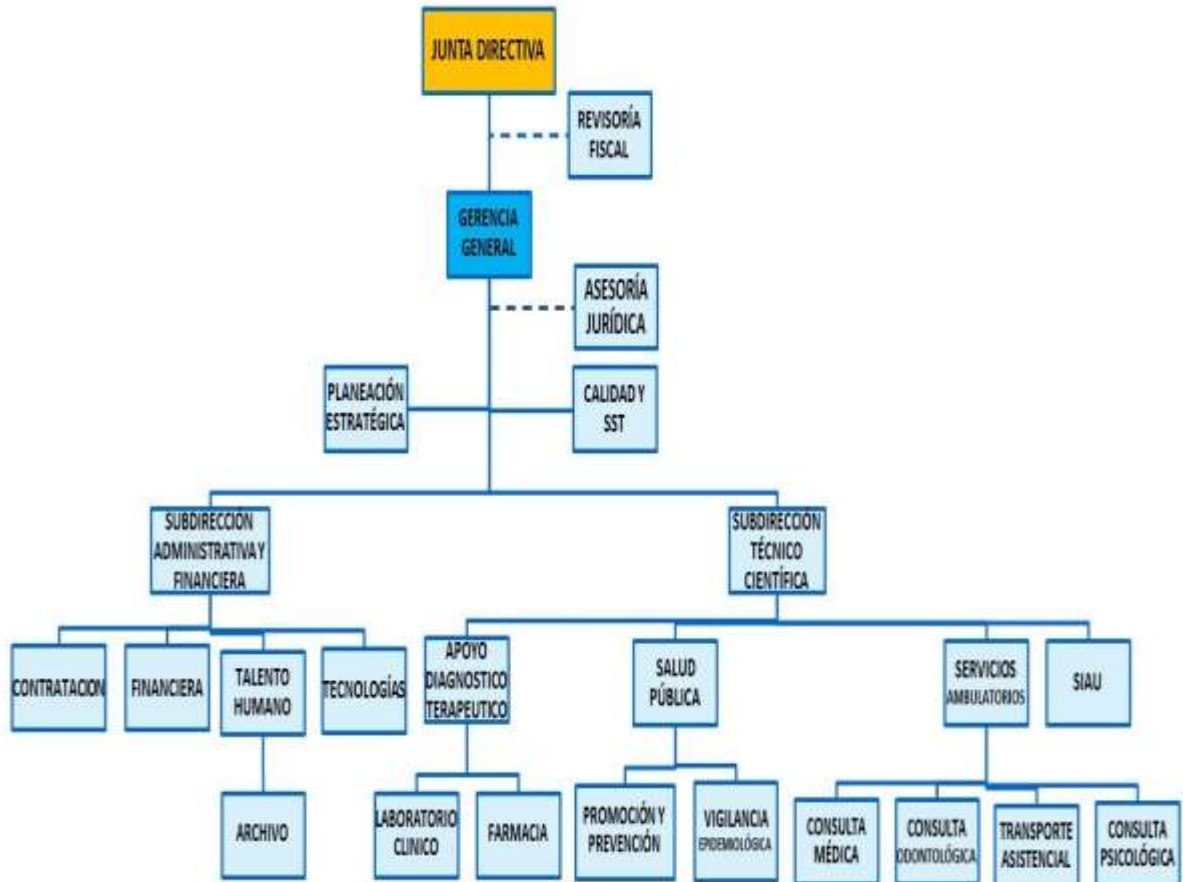 JUNTA DIRECTIVA
REVISORÍA
FISCAL
GERENCIA
GENERAL
ASESORÍA
JURÍDICA
PLANEACIÓN
ESTRATÉGICA
CALIDAD Y
SST
SUBDIRECCIÓN
ADMINISTRATIVA Y
FINANCIERA
SUBDIRECCIÓN
TÉCNICO
CIENTÍFICA
CONTRATACION
FINANCIERA
TALENTO
HUMANO
TECNOLOGÍAS
APOYO
DIAGNOSTICO
TERAPEUTICO
SALUD
PÚBLICA
SERVICIOS
AMBULATORIOS
SIAU
ARCHIVO
LABORATORIO
CLINICO
FARMACIA
PROMOCIÓN Y
PREVENCIÓN
VIGILANCIA
EPIDEMIOLÓGICA
CONSULTA
MÉDICA
CONSULTA
ODONTOLÓGICA
TRANSPORTE
ASISTENCIAL
CONSULTA
PSICOLÓGICA